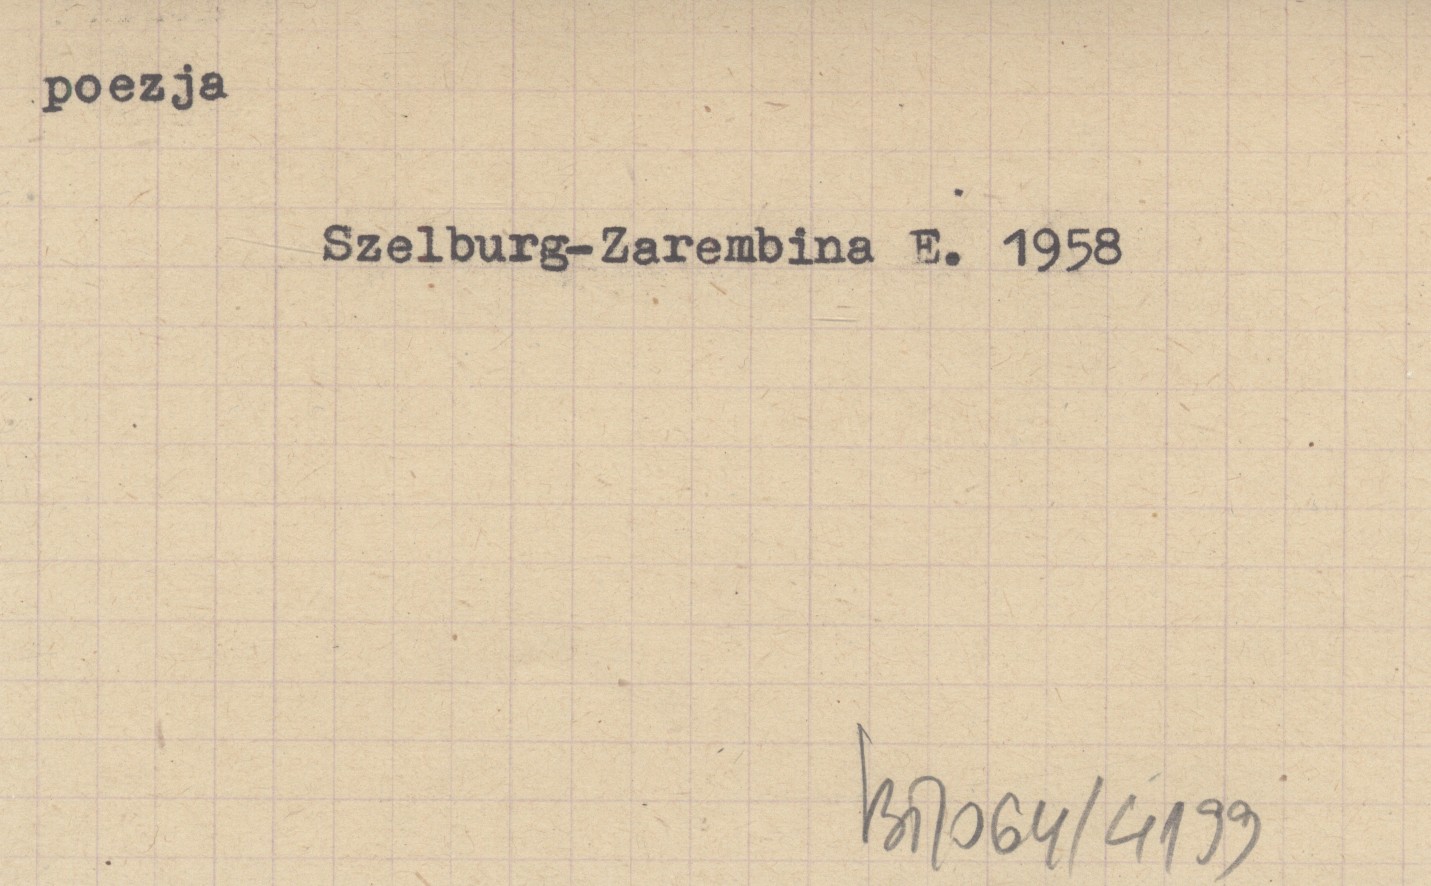 poezja
Szelburg-Zarembina E. 1958